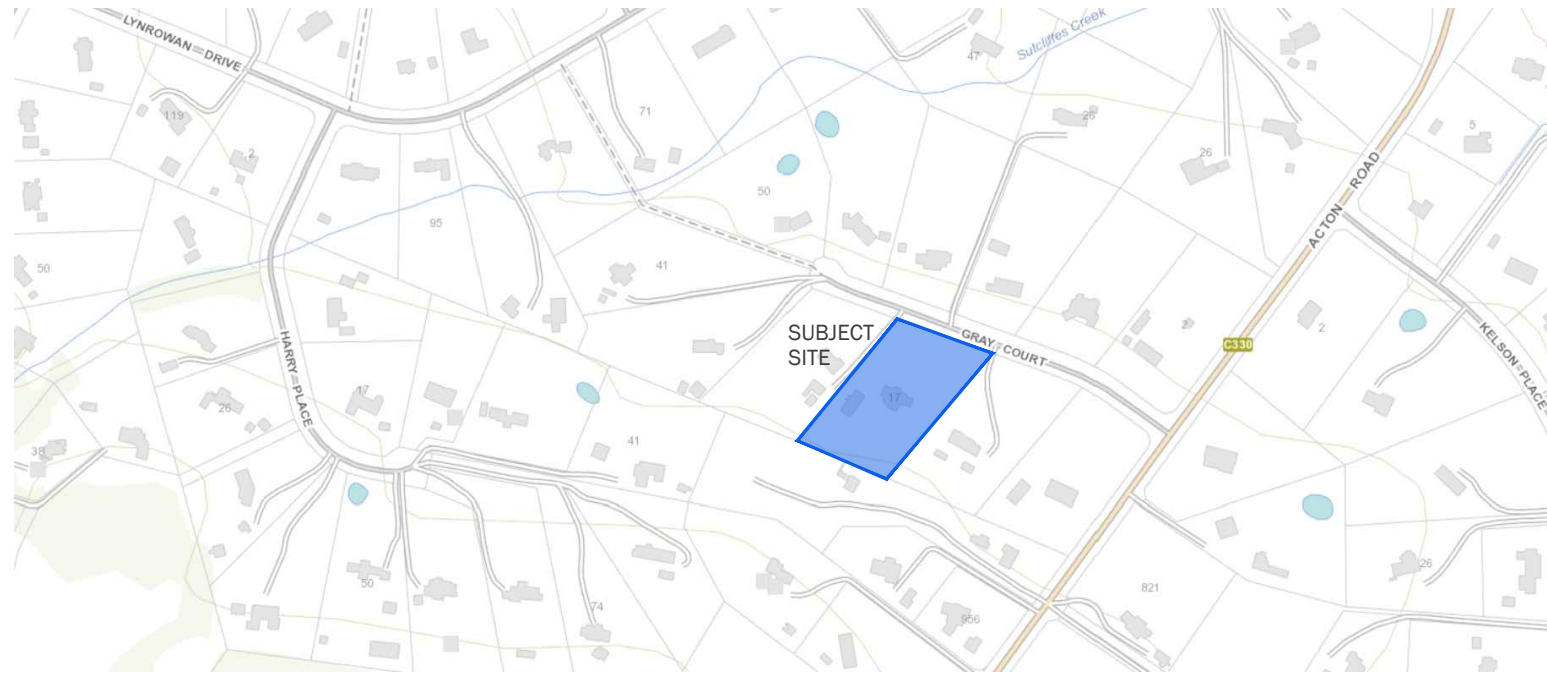 LYNROWAN DRIVE
Sutcliffes Creek
47
119
71
2
26
5
26
50
95
ACTON ROAD
50
41
SUBJECT
SITE
GRAY COURT
2
2
C330
KELSON PLACE
HARRY PLACE
17
17
26
41
38
50
74
821
26
956